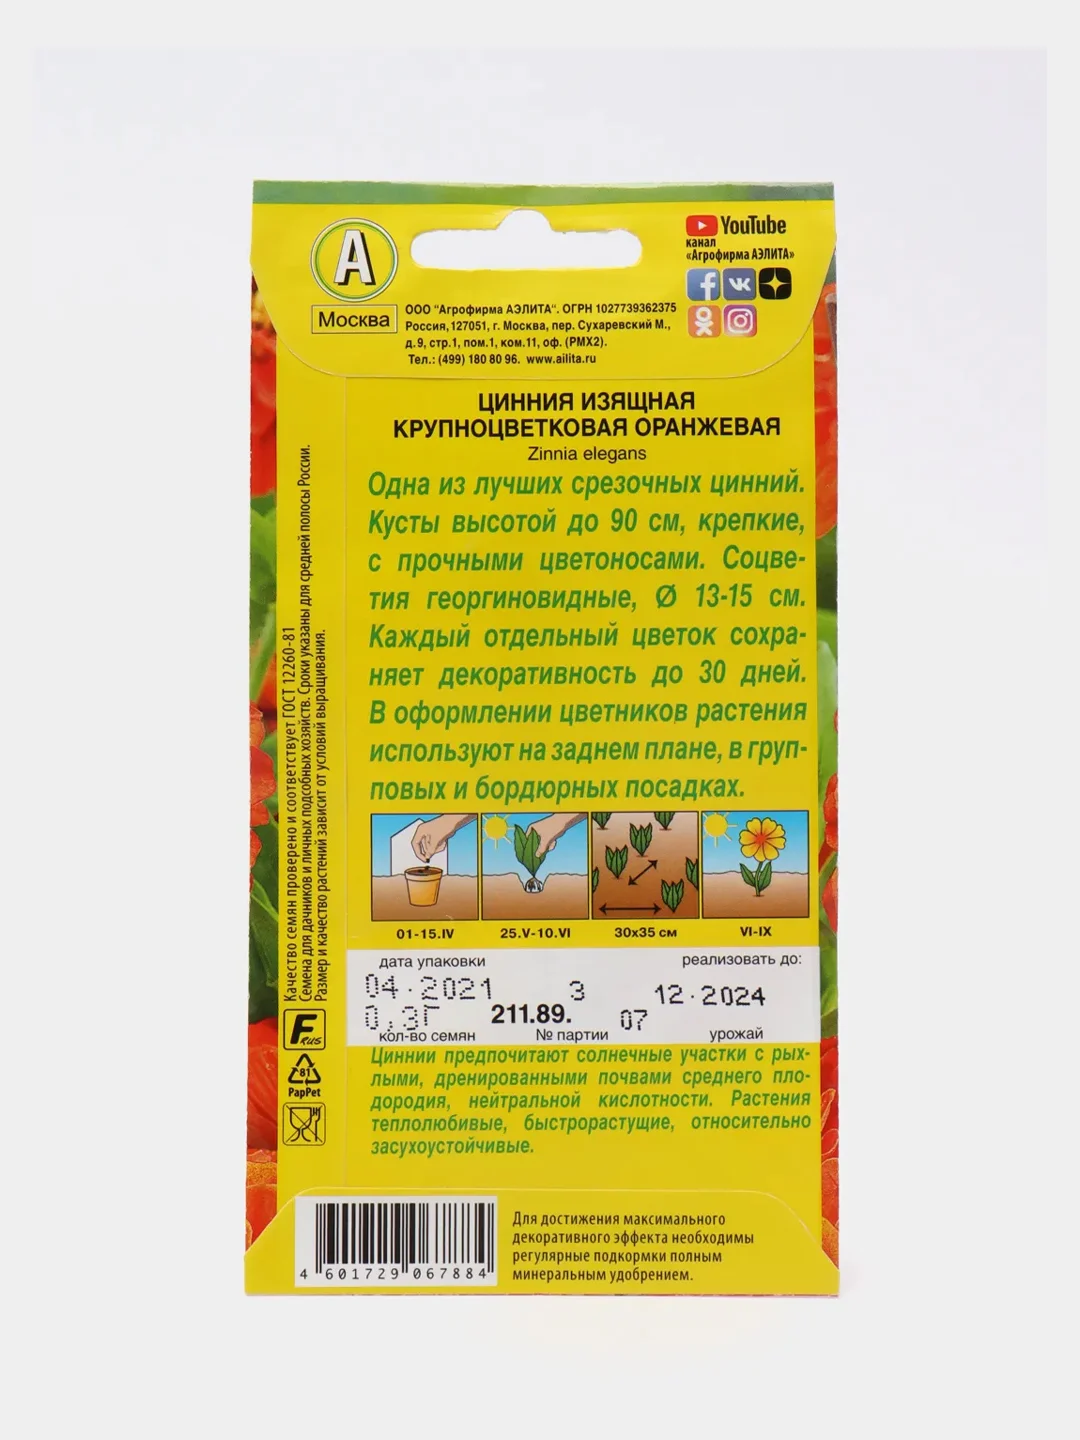 YouTube
канал
«Агрофирма АЭЛИТА»
А
Москва
ООО "Агрофирма АЭЛИТА". ОГРН 1027739362375
Россия,127051, г. Москва, пер. Сухаревский М.,
д.9, стр.1, пом.1, ком.11, оф. (РМХ2).
Тел.: (499) 180 80 96. www.ailita.ru
ЦИННИЯ ИЗЯЩНАЯ
КРУПНОЦВЕТКОВАЯ ОРАНЖЕВАЯ
Zinnia elegans
Одна из лучших срезочных цинний.
Кусты высотой до 90 см, крепкие,
с прочными цветоносами. Соцве-
тия георгиновидные, Ø 13-15 см.
Каждый отдельный цветок сохра-
няет декоративность до 30 дней.
В оформлении цветников растения
используют на заднем плане, в груп-
повых и бордюрных посадках.
01-15.IV 25.V-10.VI 30х35 см VI-IX
дата упаковки реализовать до:
04.2021 3 12.2024
0,3Г 211.89. 07
кол-во семян № партии урожай
Циннии предпочитают солнечные участки с рых-
лыми, дренированными почвами среднего пло-
дородия, нейтральной кислотности. Растения
теплолюбивые, быстрорастущие, относительно
засухоустойчивые.
Качество семян проверено и соответствует ГОСТ 12260-81
Семена для дачников и личных подсобных хозяйств. Сроки указаны для средней полосы России.
Размер и качество растений зависит от условий выращивания.
F RUS
81
PapPet
4 601729 067884
Для достижения максимального
декоративного эффекта необходимы
регулярные подкормки полным
минеральным удобрением.